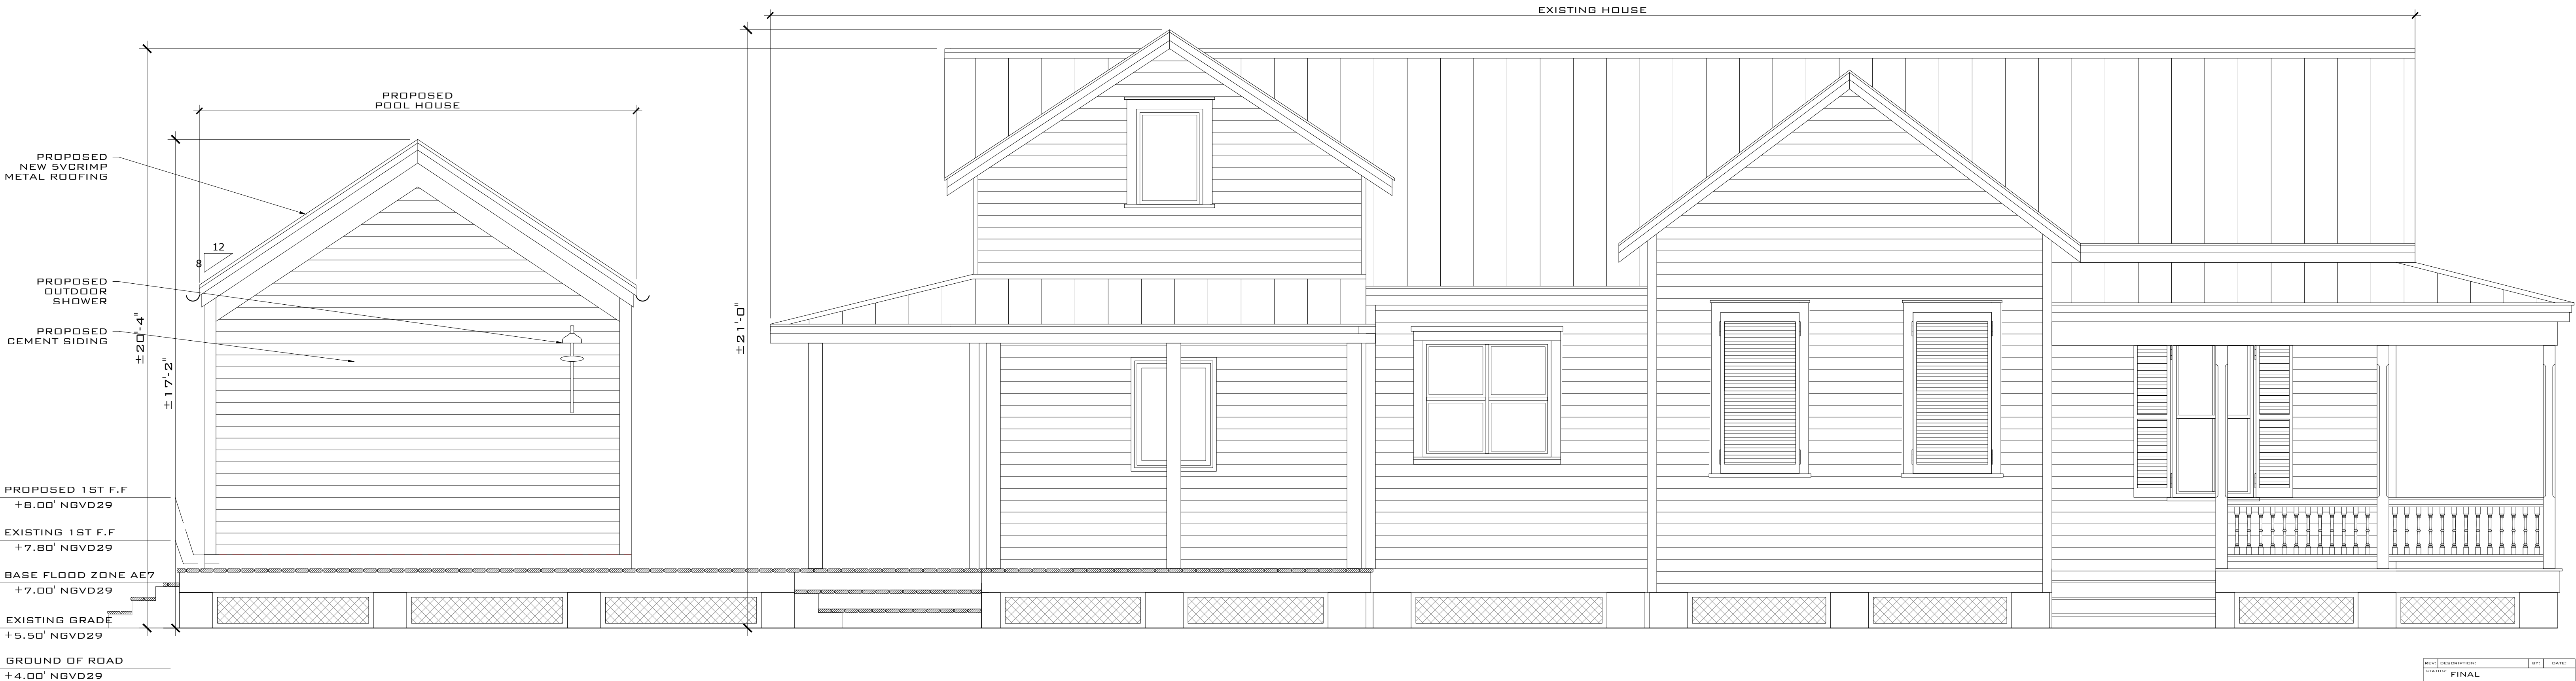 EXISTING HOUSE
PROPOSED
POOL HOUSE
PROPOSED
NEW 5VCRIMP
METAL ROOFING
12
8
PROPOSED
OUTDOOR
SHOWER
PROPOSED
CEMENT SIDING
±20'-4"
±17'-2"
±21'-0"
PROPOSED 1ST F.F
+8.00' NGVD29
EXISTING 1ST F.F
+7.80' NGVD29
BASE FLOOD ZONE AE7
+7.00' NGVD29
EXISTING GRADE
+5.50' NGVD29
GROUND OF ROAD
+4.00' NGVD29
REV: DESCRIPTION: BY: DATE:
STATUS: FINAL